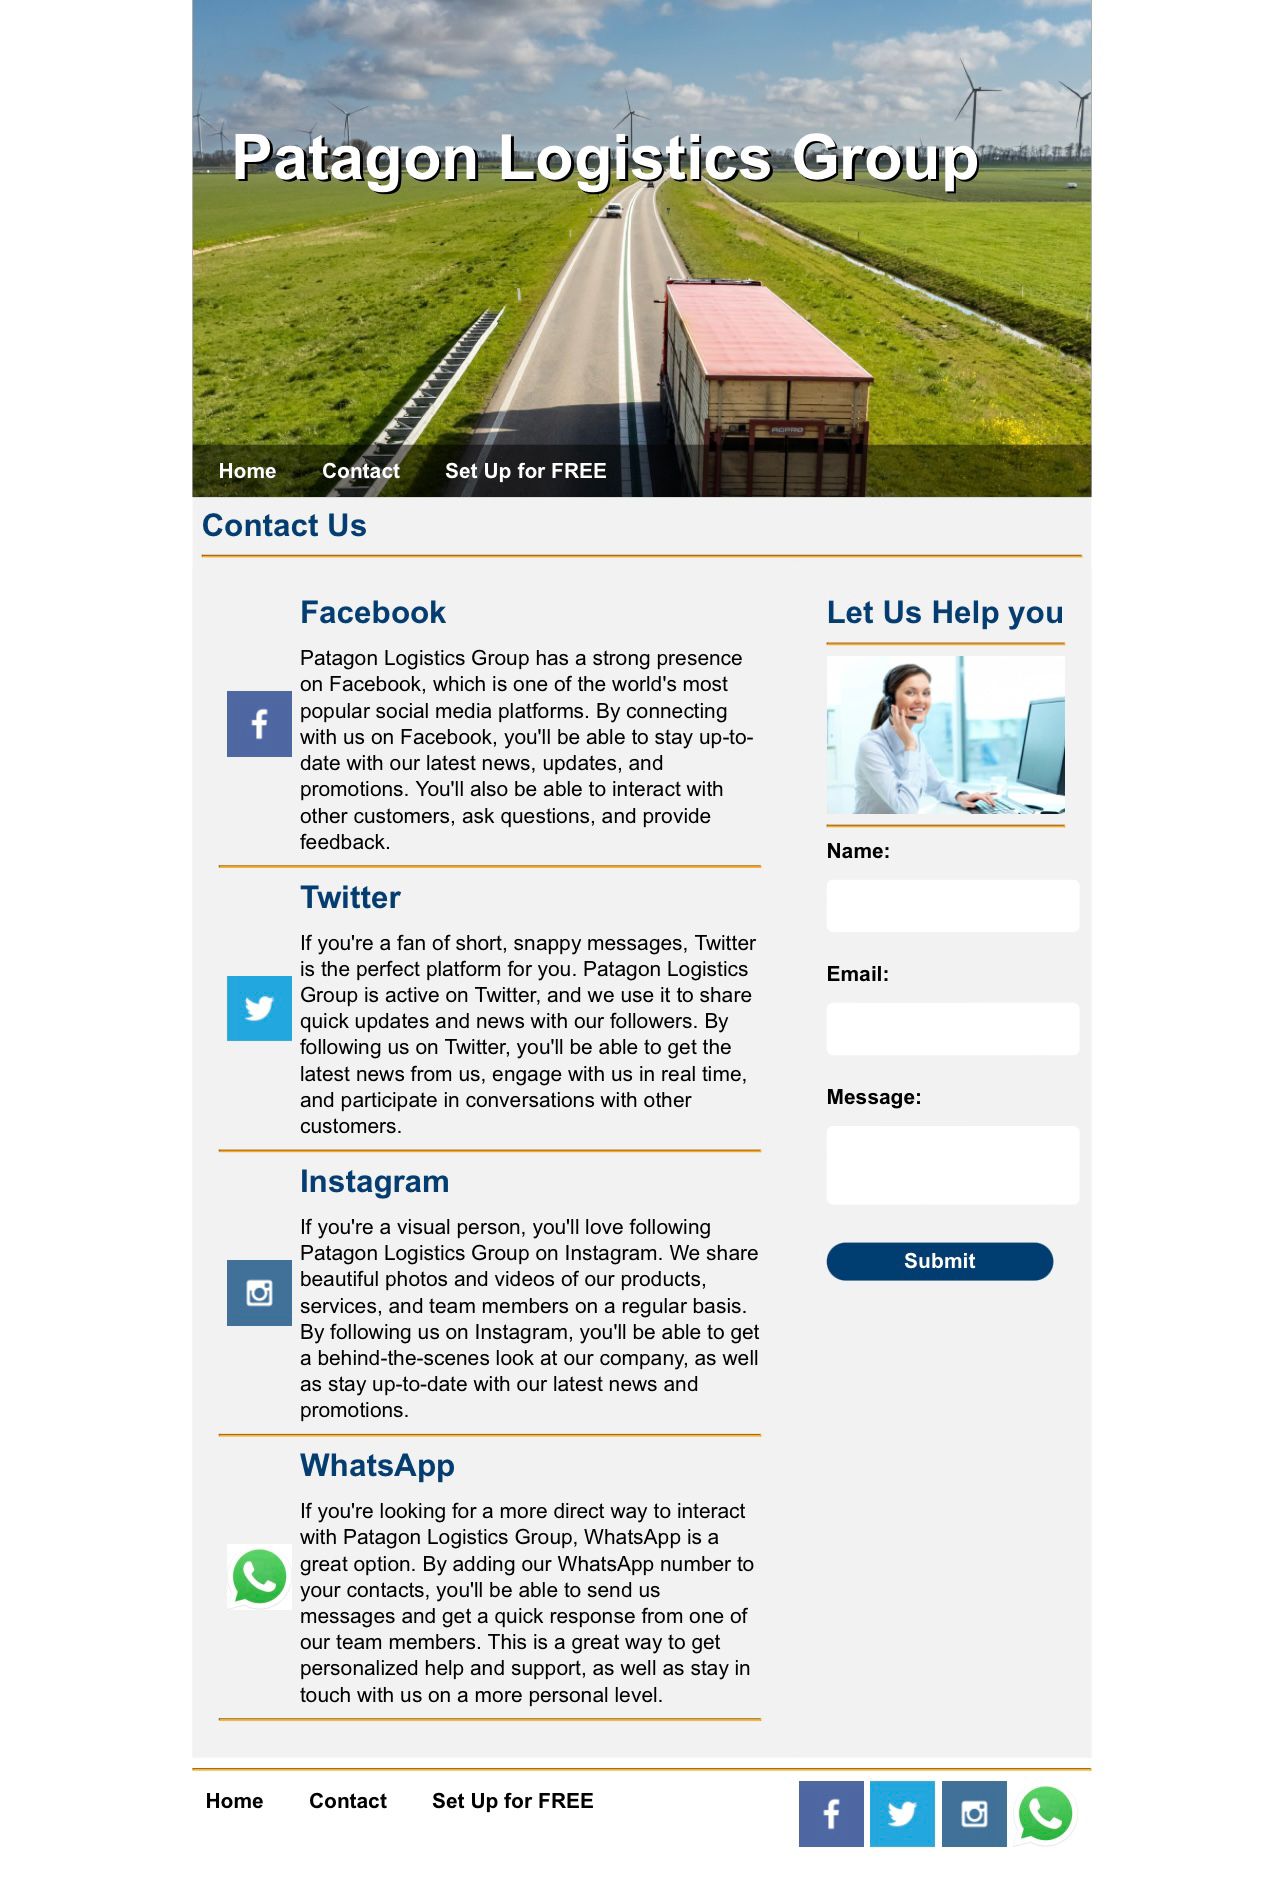 Patagon Logistics Group
AGPRO
Home Contact Set Up for FREE
Contact Us
Facebook
Patagon Logistics Group has a strong presence
on Facebook, which is one of the world's most
popular social media platforms. By connecting
with us on Facebook, you'll be able to stay up-to-
date with our latest news, updates, and
promotions. You'll also be able to interact with
other customers, ask questions, and provide
feedback.
Twitter
If you're a fan of short, snappy messages, Twitter
is the perfect platform for you. Patagon Logistics
Group is active on Twitter, and we use it to share
quick updates and news with our followers. By
following us on Twitter, you'll be able to get the
latest news from us, engage with us in real time,
and participate in conversations with other
customers.
Instagram
If you're a visual person, you'll love following
Patagon Logistics Group on Instagram. We share
beautiful photos and videos of our products,
services, and team members on a regular basis.
By following us on Instagram, you'll be able to get
a behind-the-scenes look at our company, as well
as stay up-to-date with our latest news and
promotions.
WhatsApp
If you're looking for a more direct way to interact
with Patagon Logistics Group, WhatsApp is a
great option. By adding our WhatsApp number to
your contacts, you'll be able to send us
messages and get a quick response from one of
our team members. This is a great way to get
personalized help and support, as well as stay in
touch with us on a more personal level.
Let Us Help you
Name:
Email:
Message:
Submit
Home Contact Set Up for FREE